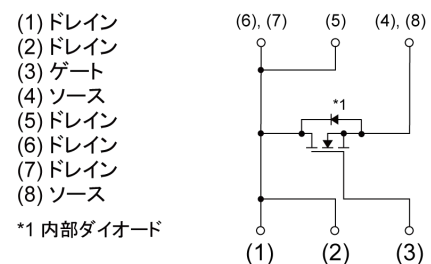 (1) ドレイン
(2) ドレイン
(3) ゲート
(4) ソース
(5) ドレイン
(6) ドレイン
(7) ドレイン
(8) ソース
*1 内部ダイオード
(6), (7) (5) (4), (8)
*1
(1) (2) (3)